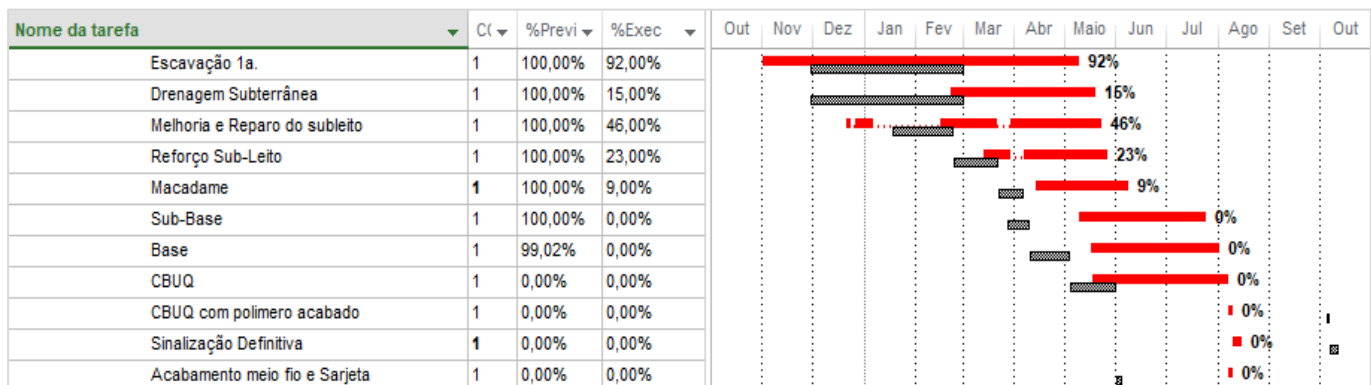 Nome da tarefa C( %Previ %Exec Out Nov Dez Jan Fev Mar Abr Maio Jun Jul Ago Set Out
Escavação 1a. 1 100,00% 92,00% 92%
Drenagem Subterrânea 1 100,00% 15,00% 15%
Melhoria e Reparo do subleito 1 100,00% 46,00% 46%
Reforço Sub-Leito 1 100,00% 23,00% 23%
Macadame 1 100,00% 9,00% 9%
Sub-Base 1 100,00% 0,00% 0%
Base 1 99,02% 0,00% 0%
CBUQ 1 0,00% 0,00% 0%
CBUQ com polimero acabado 1 0,00% 0,00% 0%
Sinalização Definitiva 1 0,00% 0,00% 0%
Acabamento meio fio e Sarjeta 1 0,00% 0,00% 0%